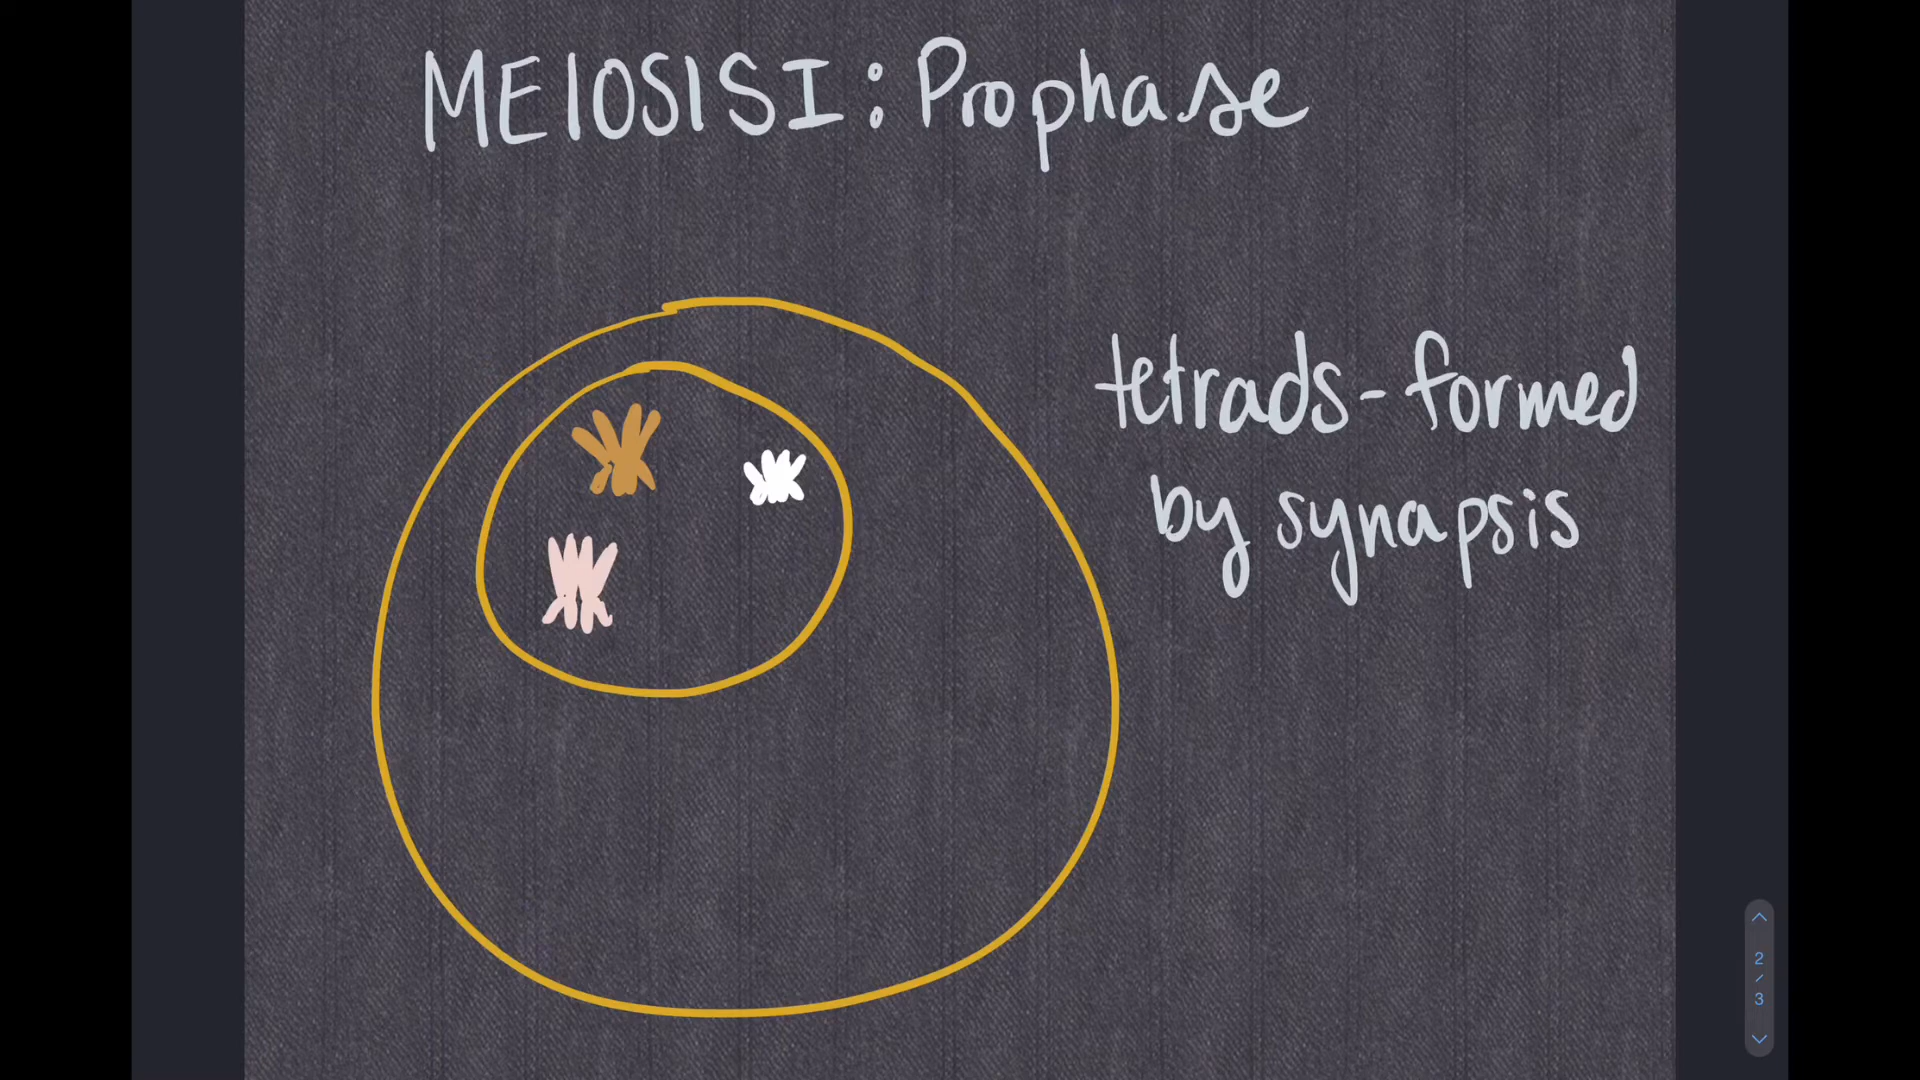 MEIOSIS I: Prophase
tetrads - formed
by synapsis
2
/
3